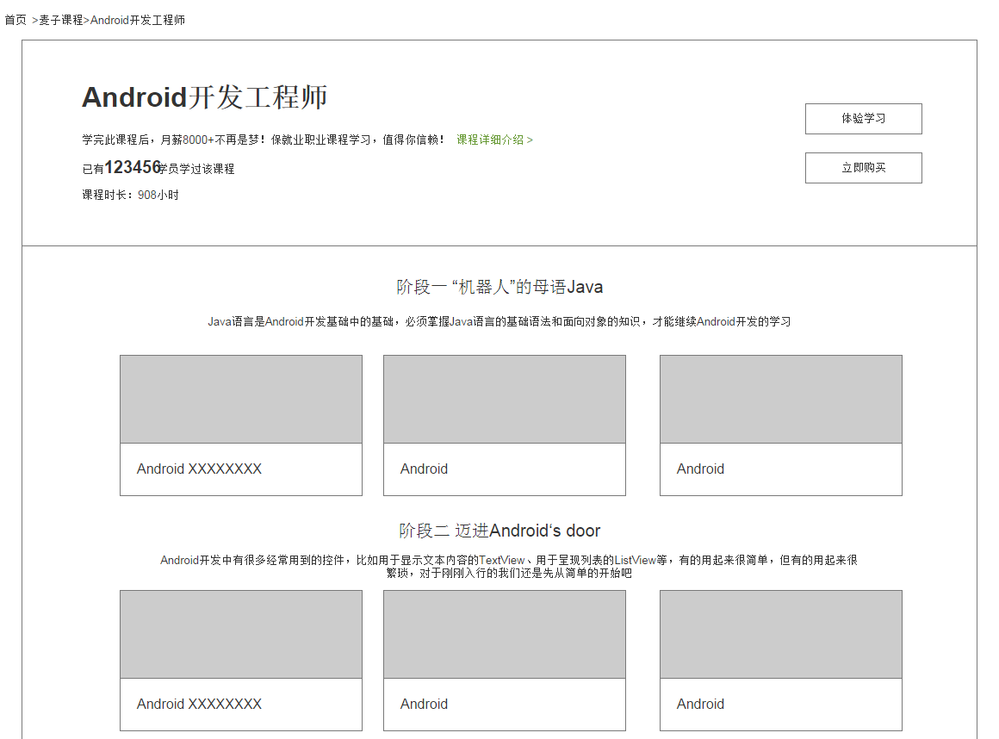 首页 >麦子课程>Android开发工程师
Android开发工程师
体验学习
学完此课程后，月薪8000+不再是梦！保就业职业课程学习，值得你信赖！ 课程详细介绍 >
已有123456学员学过该课程
立即购买
课程时长：908小时
阶段一 “机器人”的母语Java
Java语言是Android开发基础中的基础，必须掌握Java语言的基础语法和面向对象的知识，才能继续Android开发的学习
Android XXXXXXXX
Android
Android
阶段二 迈进Android‘s door
Android开发中有很多经常用到的控件，比如用于显示文本内容的TextView、用于呈现列表的ListView等，有的用起来很简单，但有的用起来很
繁琐，对于刚刚入行的我们还是先从简单的开始吧
Android XXXXXXXX
Android
Android